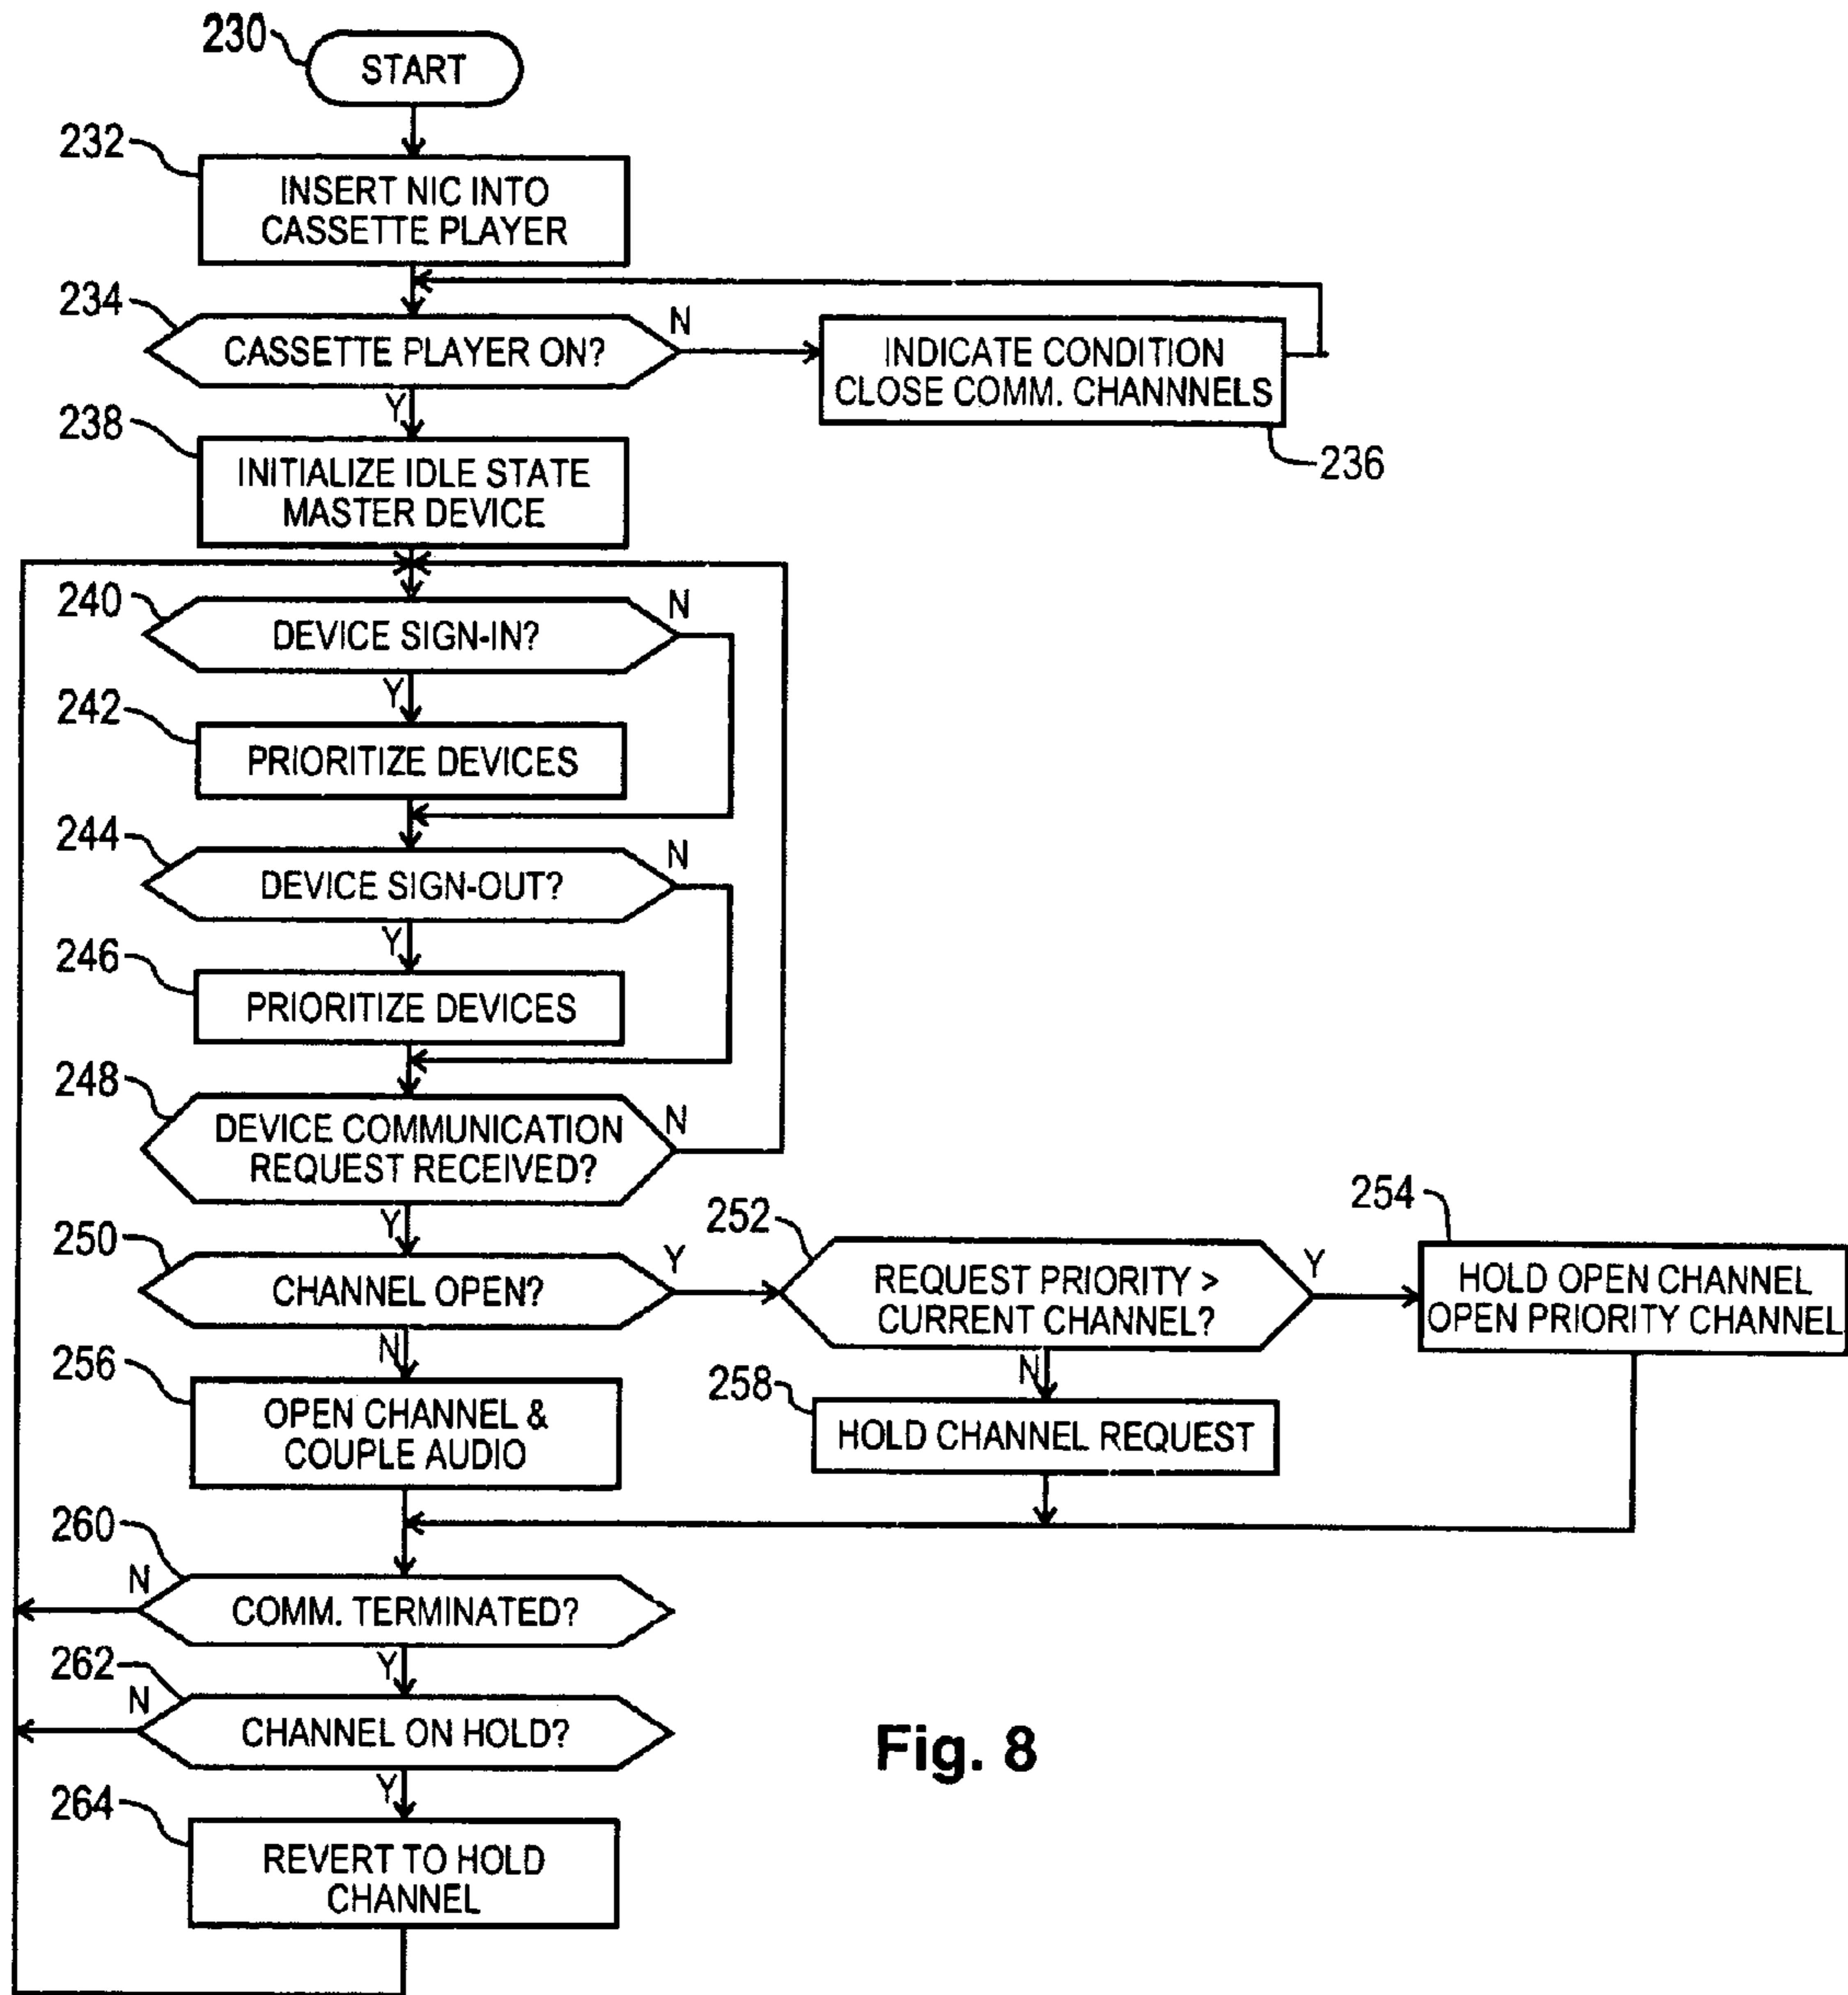 230
START
232
INSERT NIC INTO
CASSETTE PLAYER
234
CASSETTE PLAYER ON?
N
INDICATE CONDITION
CLOSE COMM. CHANNNELS
236
Y
238
INITIALIZE IDLE STATE
MASTER DEVICE
240
DEVICE SIGN-IN?
N
Y
242
PRIORITIZE DEVICES
244
DEVICE SIGN-OUT?
N
Y
246
PRIORITIZE DEVICES
248
DEVICE COMMUNICATION
REQUEST RECEIVED?
N
Y
250
CHANNEL OPEN?
Y
252
REQUEST PRIORITY >
CURRENT CHANNEL?
Y
254
HOLD OPEN CHANNEL
OPEN PRIORITY CHANNEL
N
256
OPEN CHANNEL &
COUPLE AUDIO
N
258
HOLD CHANNEL REQUEST
260
N
COMM. TERMINATED?
Y
262
N
CHANNEL ON HOLD?
Y
264
REVERT TO HOLD
CHANNEL
Fig. 8